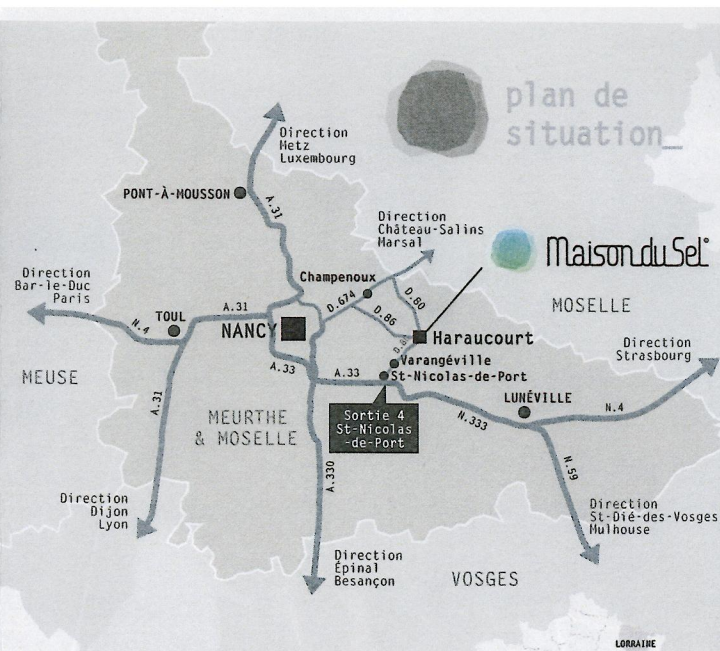 plan de
situation_
Direction
Metz
Luxembourg
PONT-À-MOUSSON
A.31
Direction
Château-Salins
Marsal
Maison du Sel
Champenoux
Direction
Bar-le-Duc
Paris
D.674
D.80
D.86
MOSELLE
TOUL
A.31
NANCY
N.4
Haraucourt
Direction
Strasbourg
Varangéville
St-Nicolas-de-Port
A.33
A.33
MEUSE
LUNÉVILLE
N.4
A.31
MEURTHE
& MOSELLE
Sortie 4
St-Nicolas
-de-Port
N.333
A.330
N.59
Direction
Dijon
Lyon
Direction
St-Dié-des-Vosges
Mulhouse
Direction
Épinal
Besançon
VOSGES
LORRAINE